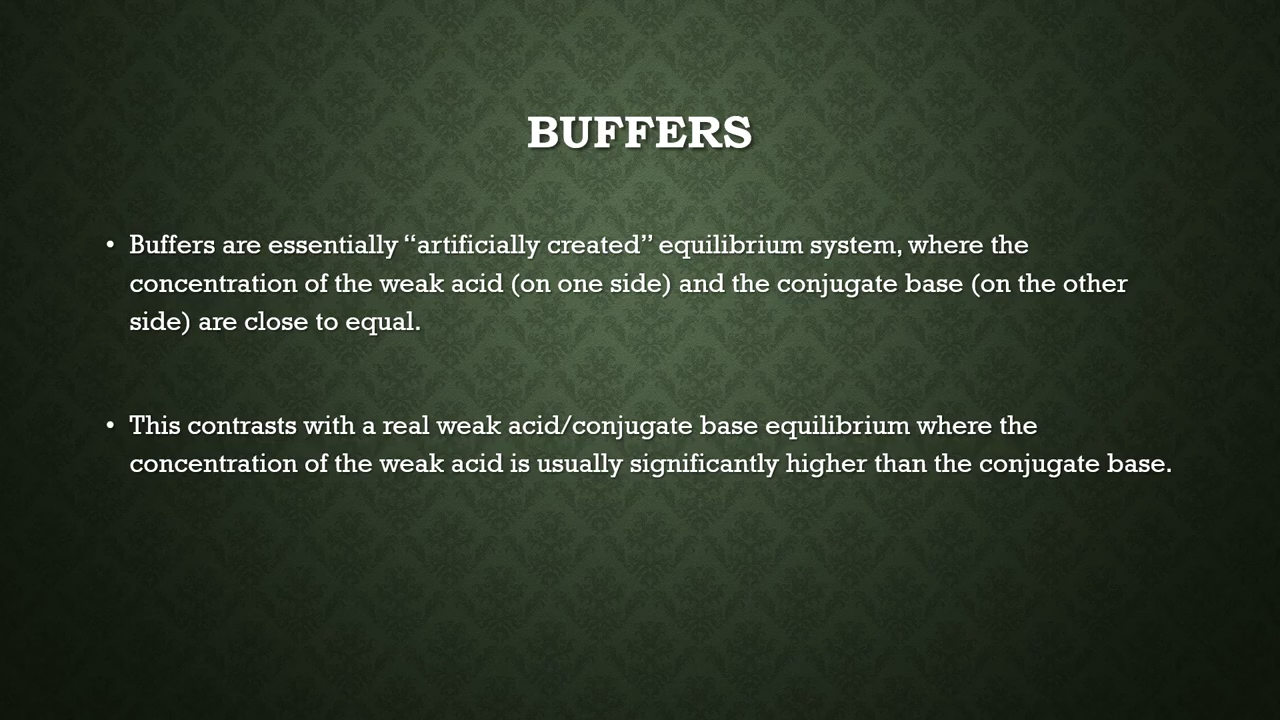 BUFFERS
• Buffers are essentially “artificially created” equilibrium system, where the
concentration of the weak acid (on one side) and the conjugate base (on the other
side) are close to equal.
• This contrasts with a real weak acid/conjugate base equilibrium where the
concentration of the weak acid is usually significantly higher than the conjugate base.